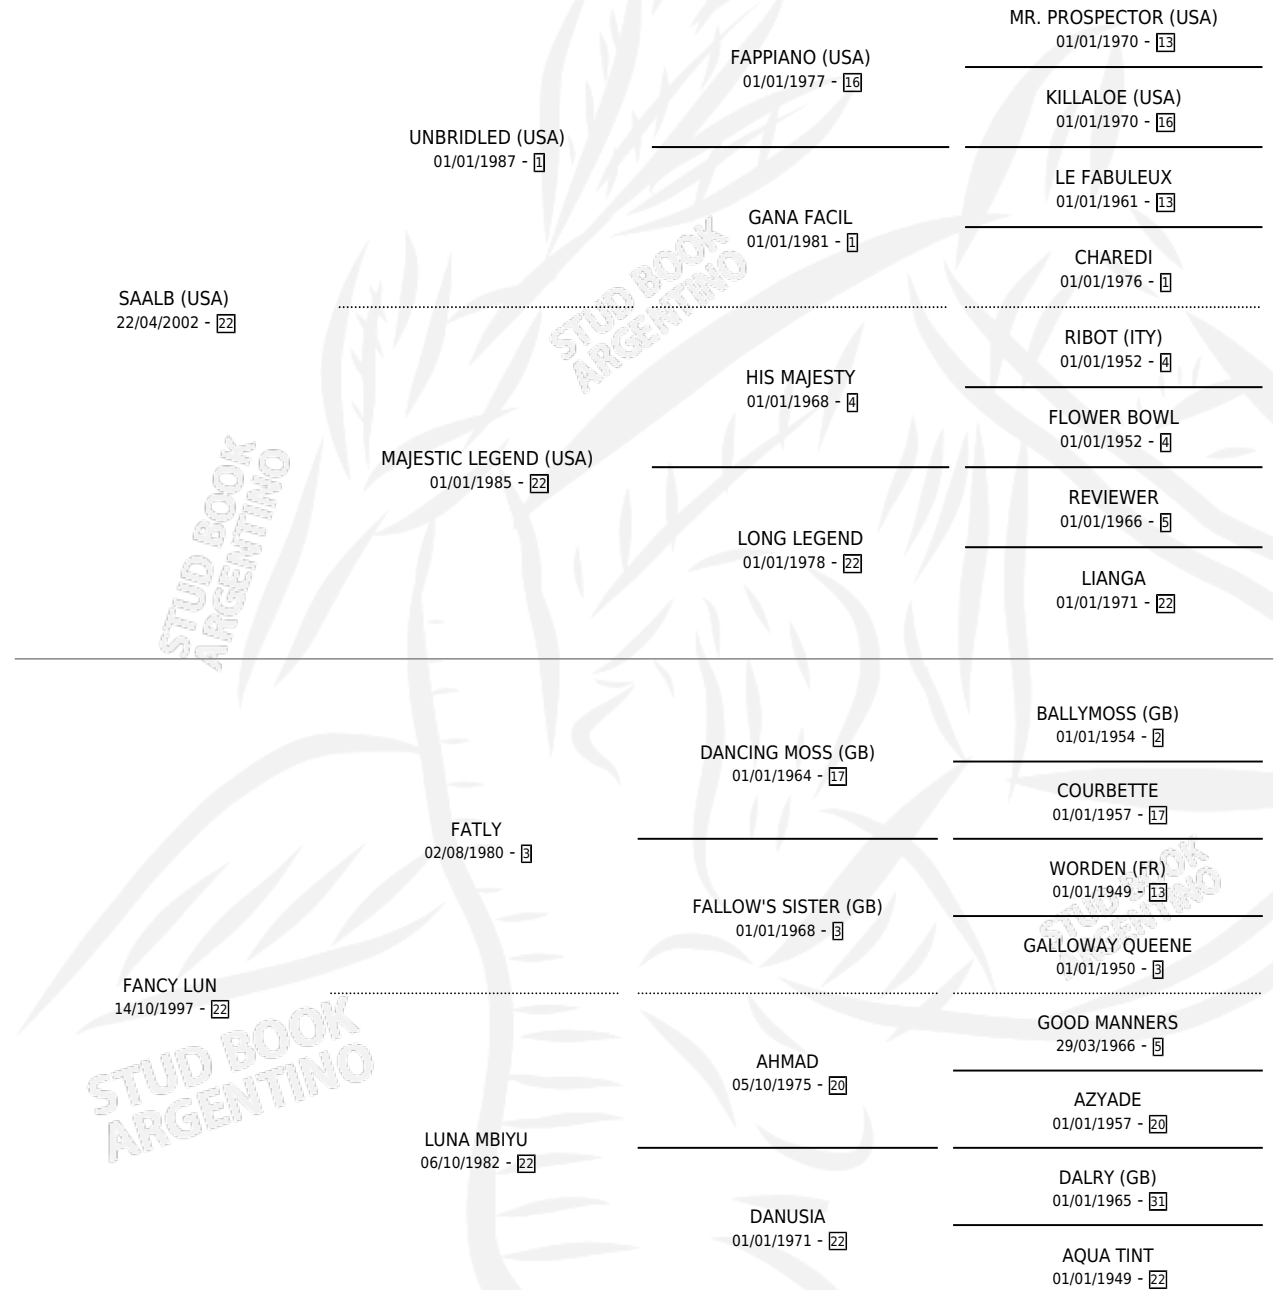 MR. PROSPECTOR (USA)
01/01/1970 - 13
FAPPIANO (USA)
01/01/1977 - 16
KILLALOE (USA)
01/01/1970 - 16
UNBRIDLED (USA)
01/01/1987 - 1
LE FABULEUX
01/01/1961 - 13
GANA FACIL
01/01/1981 - 1
CHAREDI
01/01/1976 - 1
SAALB (USA)
22/04/2002 - 22
STUD BOOK
ARGENTINO
RIBOT (ITY)
01/01/1952 - 4
HIS MAJESTY
01/01/1968 - 4
FLOWER BOWL
01/01/1952 - 4
MAJESTIC LEGEND (USA)
01/01/1985 - 22
REVIEWER
01/01/1966 - 5
LONG LEGEND
01/01/1978 - 22
LIANGA
01/01/1971 - 22
STUD BOOK
ARGENTINO
BALLYMOSS (GB)
01/01/1954 - 2
DANCING MOSS (GB)
01/01/1964 - 17
COURBETTE
01/01/1957 - 17
FATLY
02/08/1980 - 3
WORDEN (FR)
01/01/1949 - 13
FALLOW'S SISTER (GB)
01/01/1968 - 3
GALLOWAY QUEENE
01/01/1950 - 3
STUD BOOK
ARGENTINO
FANCY LUN
14/10/1997 - 22
GOOD MANNERS
29/03/1966 - 5
AHMAD
05/10/1975 - 20
AZYADE
01/01/1957 - 20
STUD BOOK
ARGENTINO
LUNA MBIYU
06/10/1982 - 22
DALRY (GB)
01/01/1965 - 31
DANUSIA
01/01/1971 - 22
AQUA TINT
01/01/1949 - 22